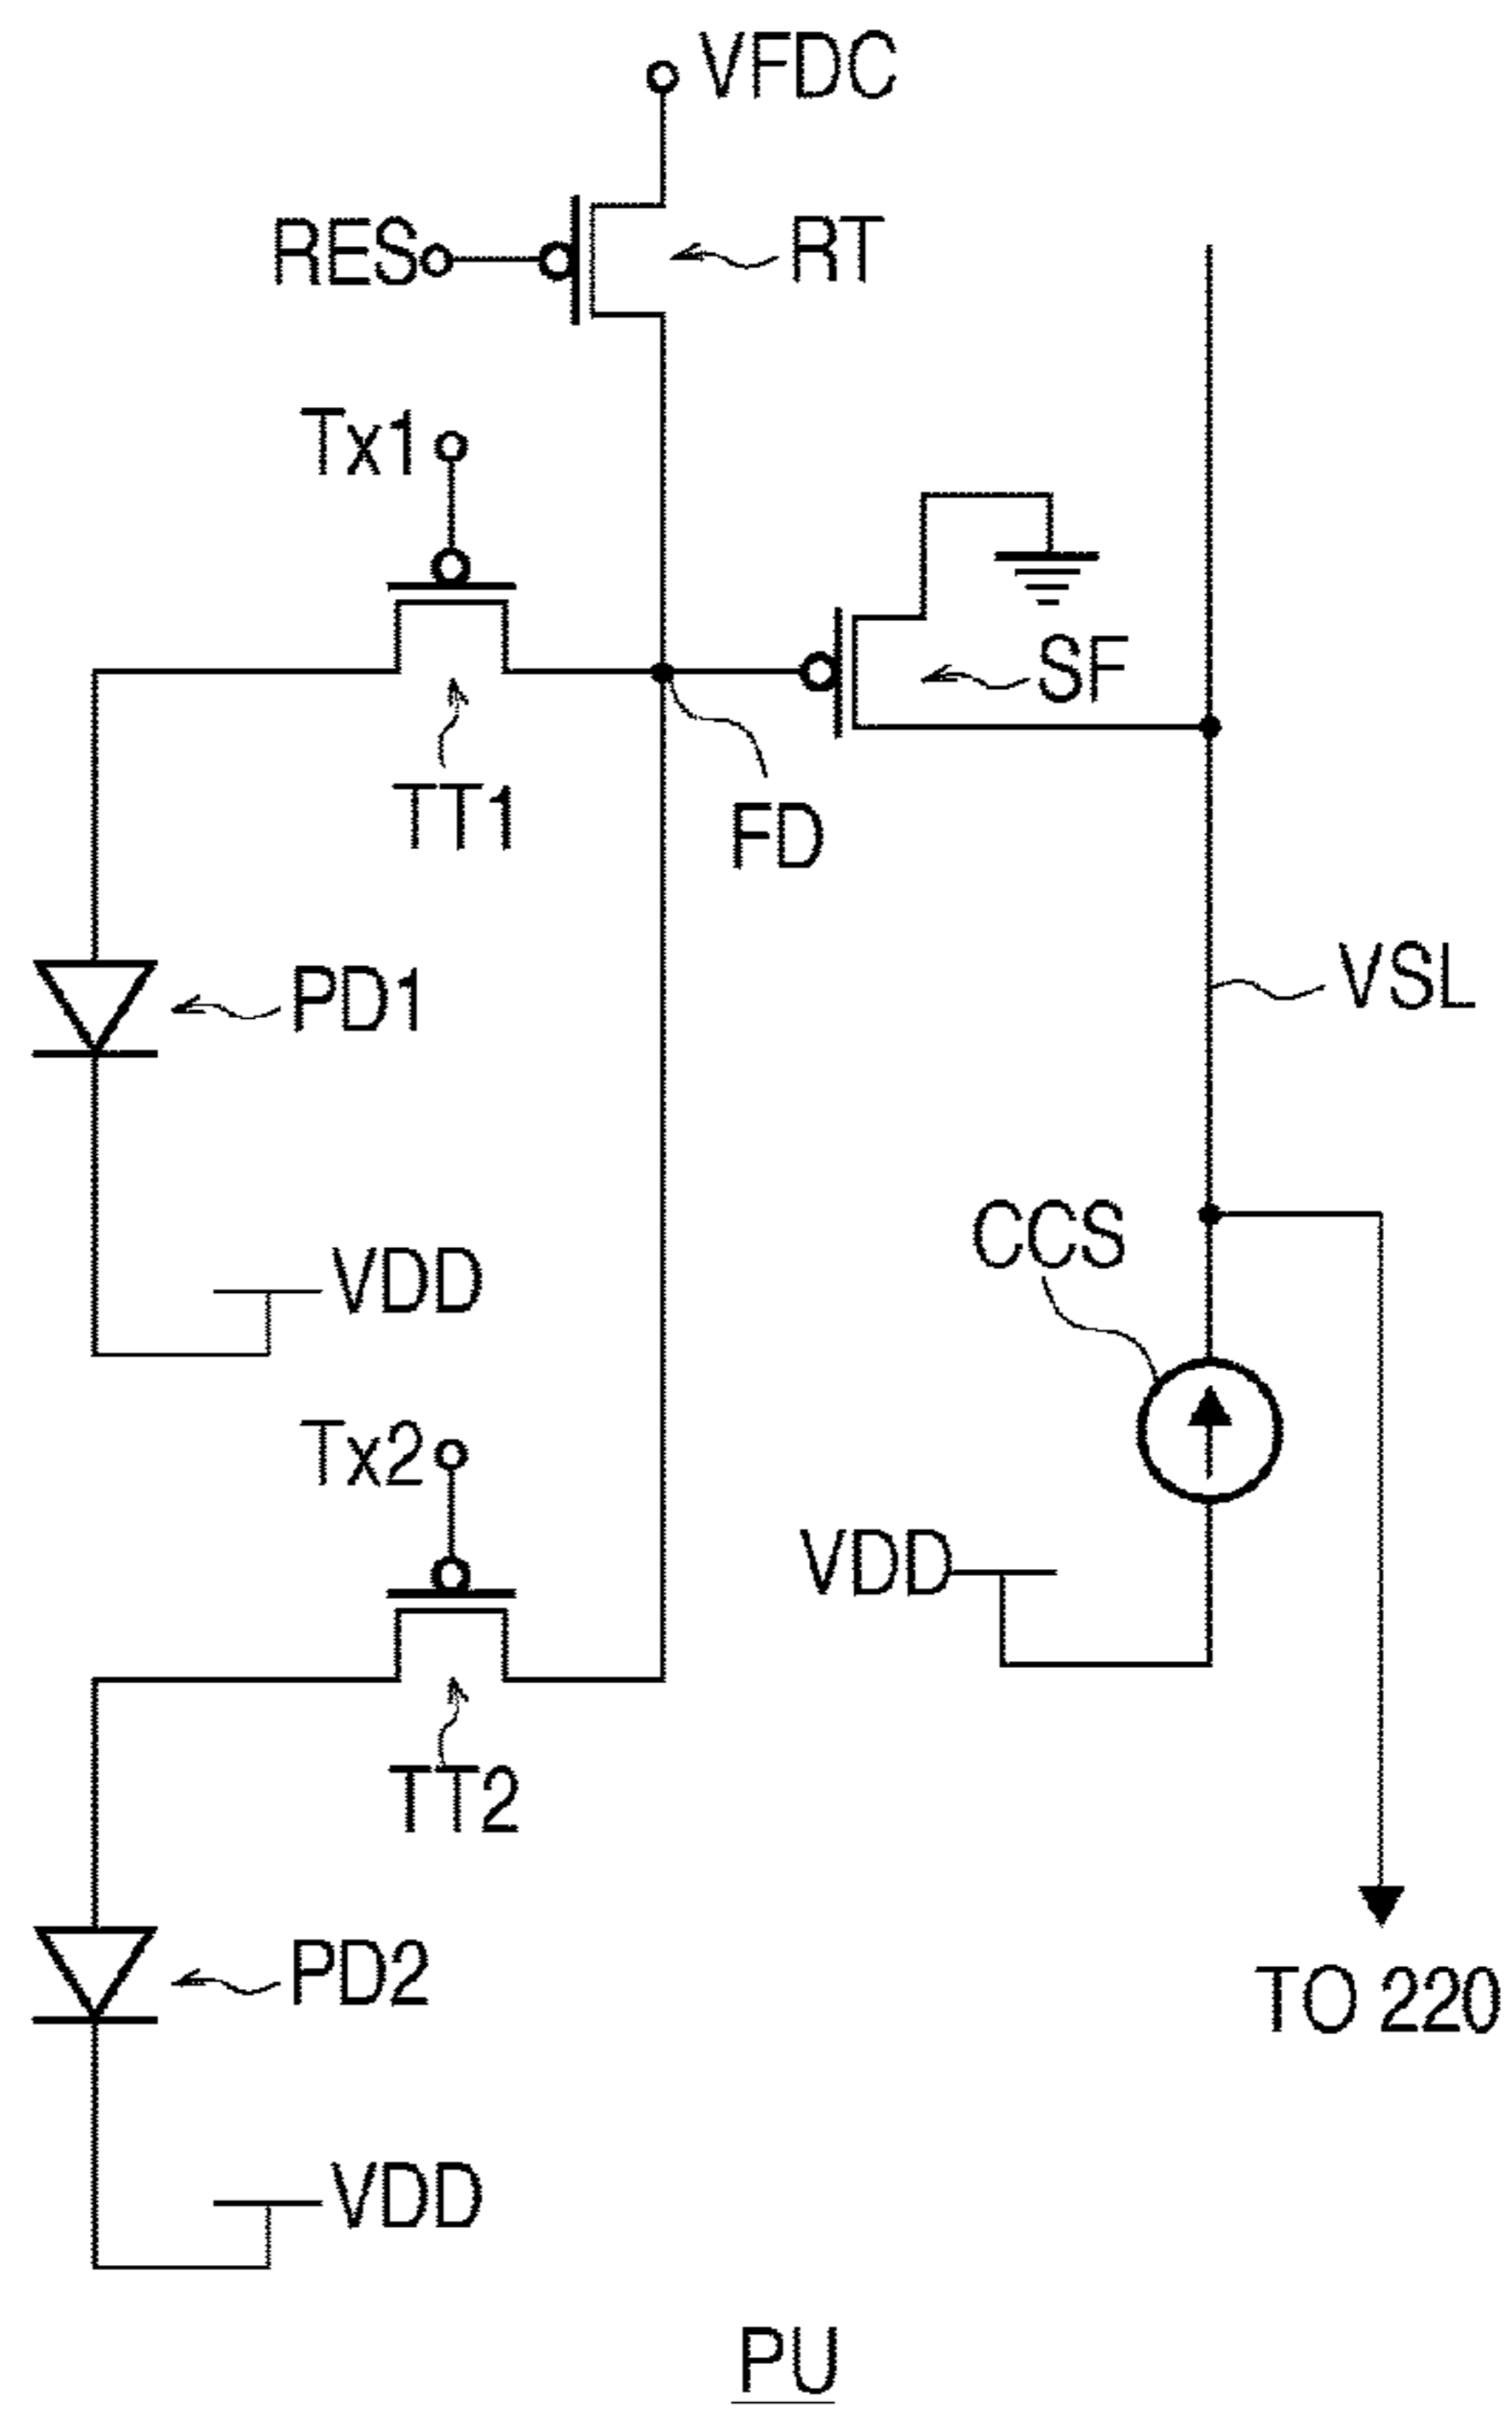 VFDC
RES
RT
Tx1
SF
TT1
FD
PD1
VSL
CCS
VDD
Tx2
VDD
TT2
PD2
TO 220
VDD
PU